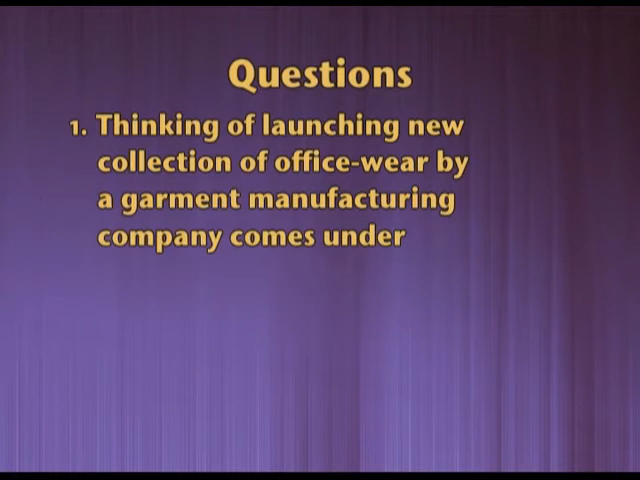 Questions
1. Thinking of launching new
collection of office-wear by
a garment manufacturing
company comes under